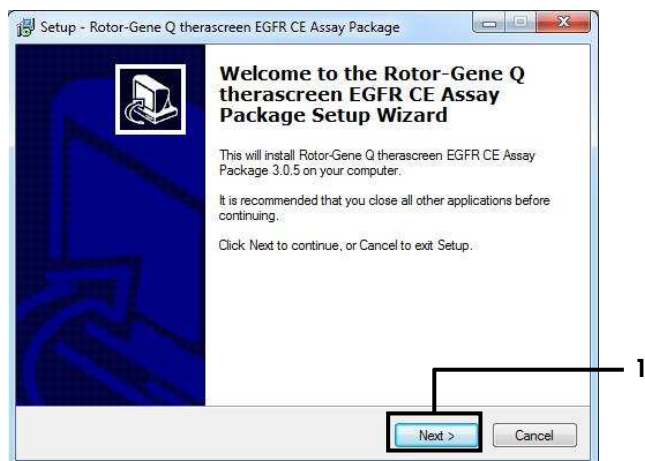 Setup - Rotor-Gene Q therascreen EGFR CE Assay Package
Welcome to the Rotor-Gene Q
therascreen EGFR CE Assay
Package Setup Wizard
This will install Rotor-Gene Q therascreen EGFR CE Assay
Package 3.0.5 on your computer.
It is recommended that you close all other applications before
continuing.
Click Next to continue, or Cancel to exit Setup.
1
Next > Cancel